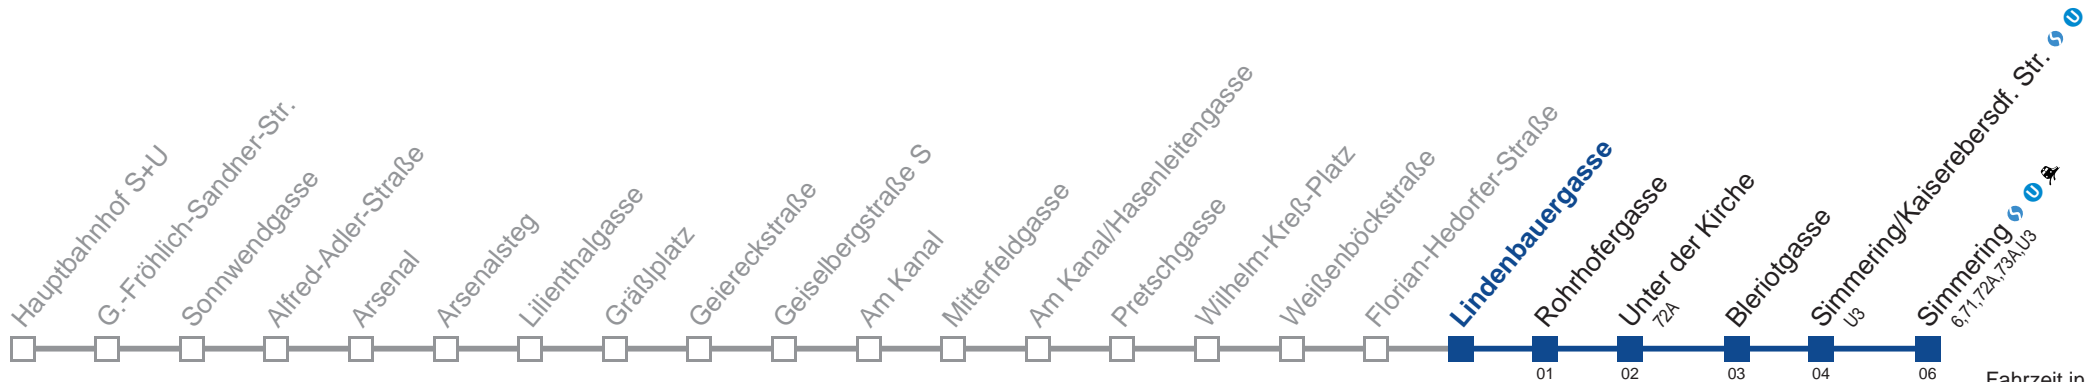 Hauptbahnhof S+U
G.-Fröhlich-Sandner-Str.
Sonnwendgasse
Alfred-Adler-Straße
Arsenal
Arsenalsteg
Lilienthalgasse
Gräßlplatz
Geiereckstraße
Geiselbergstraße S
Am Kanal
Mitterfeldgasse
Am Kanal/Hasenleitengasse
Pretschgasse
Wilhelm-Kreß-Platz
Weißenböckstraße
Florian-Hedorfer-Straße
Lindenbauergasse
Rohrhofergasse
01
Unter der Kirche
72A
02
Bleriotgasse
03
Simmering/Kaiserebersdf. Str. S U
U3
04
Simmering S U
6,71,72A,73A,U3
06
Fahrzeit in